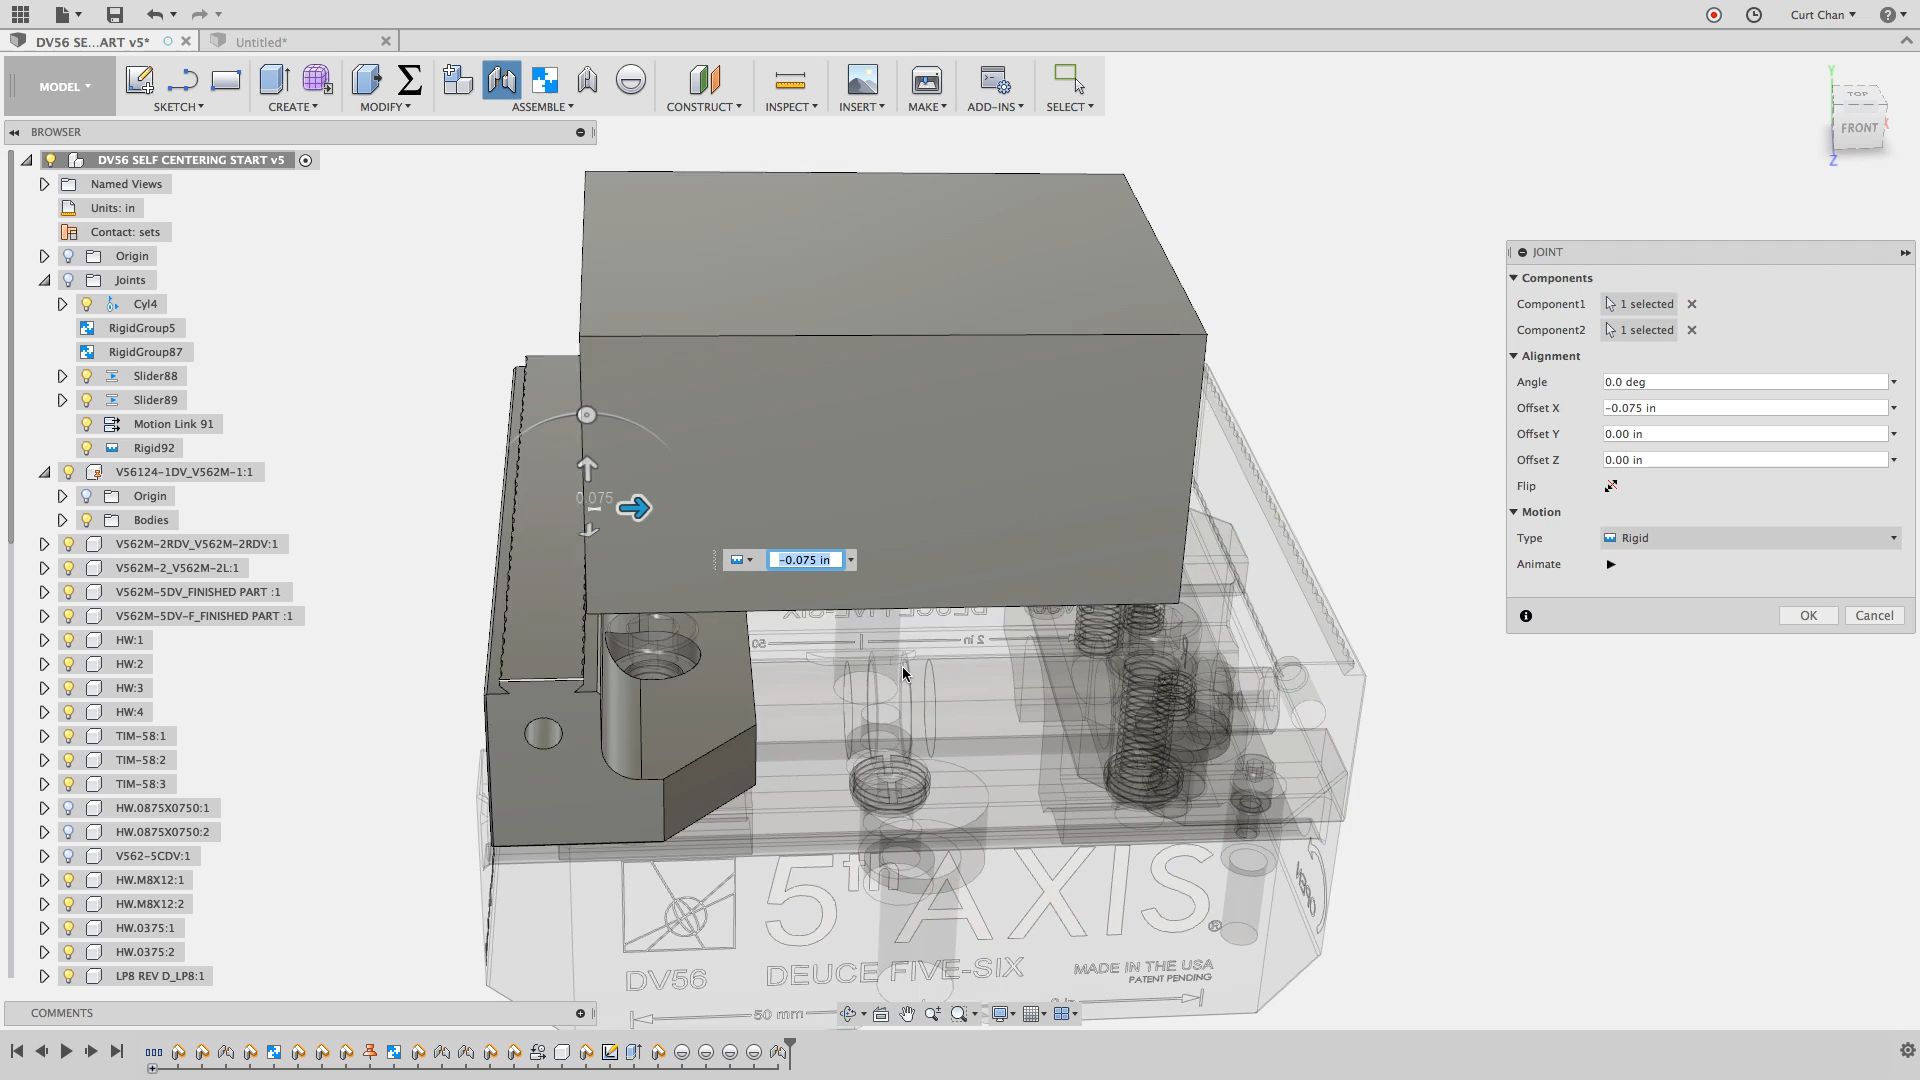 Curt Chan
DV56 SE...ART v5*
Untitled*
MODEL
SKETCH
CREATE
MODIFY
ASSEMBLE
CONSTRUCT
INSPECT
INSERT
MAKE
ADD-INS
SELECT
TOP
FRONT
Y
X
Z
BROWSER
DV56 SELF CENTERING START v5
Named Views
Units: in
Contact: sets
Origin
Joints
Cyl4
RigidGroup5
RigidGroup87
Slider88
Slider89
Motion Link 91
Rigid92
V56124-1DV_V562M-1:1
Origin
Bodies
V562M-2RDV_V562M-2RDV:1
V562M-2_V562M-2L:1
V562M-5DV_FINISHED PART :1
V562M-5DV-F_FINISHED PART :1
HW:1
HW:2
HW:3
HW:4
TIM-58:1
TIM-58:2
TIM-58:3
HW.0875X0750:1
HW.0875X0750:2
V562-5CDV:1
HW.M8X12:1
HW.M8X12:2
HW.0375:1
HW.0375:2
LP8 REV D_LP8:1
COMMENTS
0.075
-0.075 in
DEUCE FIVE-SIX
2 in
50
5th AXIS®
DV56
DEUCE FIVE-SIX
MADE IN THE USA
PATENT PENDING
50 mm
JOINT
Components
Component1 1 selected
Component2 1 selected
Alignment
Angle 0.0 deg
Offset X -0.075 in
Offset Y 0.00 in
Offset Z 0.00 in
Flip
Motion
Type Rigid
Animate
OK Cancel